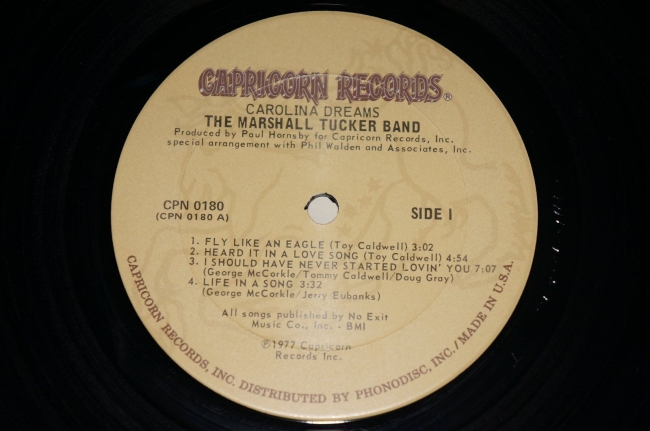 CAPRICORN RECORDS®
CAROLINA DREAMS
THE MARSHALL TUCKER BAND
Produced by Paul Hornsby for Capricorn Records, Inc.
special arrangement with Phil Walden and Associates, Inc.
CPN 0180
(CPN 0180 A)
SIDE I
1. FLY LIKE AN EAGLE (Toy Caldwell) 3:02
2. HEARD IT IN A LOVE SONG (Toy Caldwell) 4:54
3. I SHOULD HAVE NEVER STARTED LOVIN' YOU 7:07
(George McCorkle/Tommy Caldwell/Doug Gray)
4. LIFE IN A SONG 3:32
(George McCorkle/Jerry Eubanks)
All songs published by No Exit
Music Co., Inc. - BMI
℗1977 Capricorn
Records Inc.
CAPRICORN RECORDS, INC. DISTRIBUTED BY PHONODISC, INC./MADE IN U.S.A.